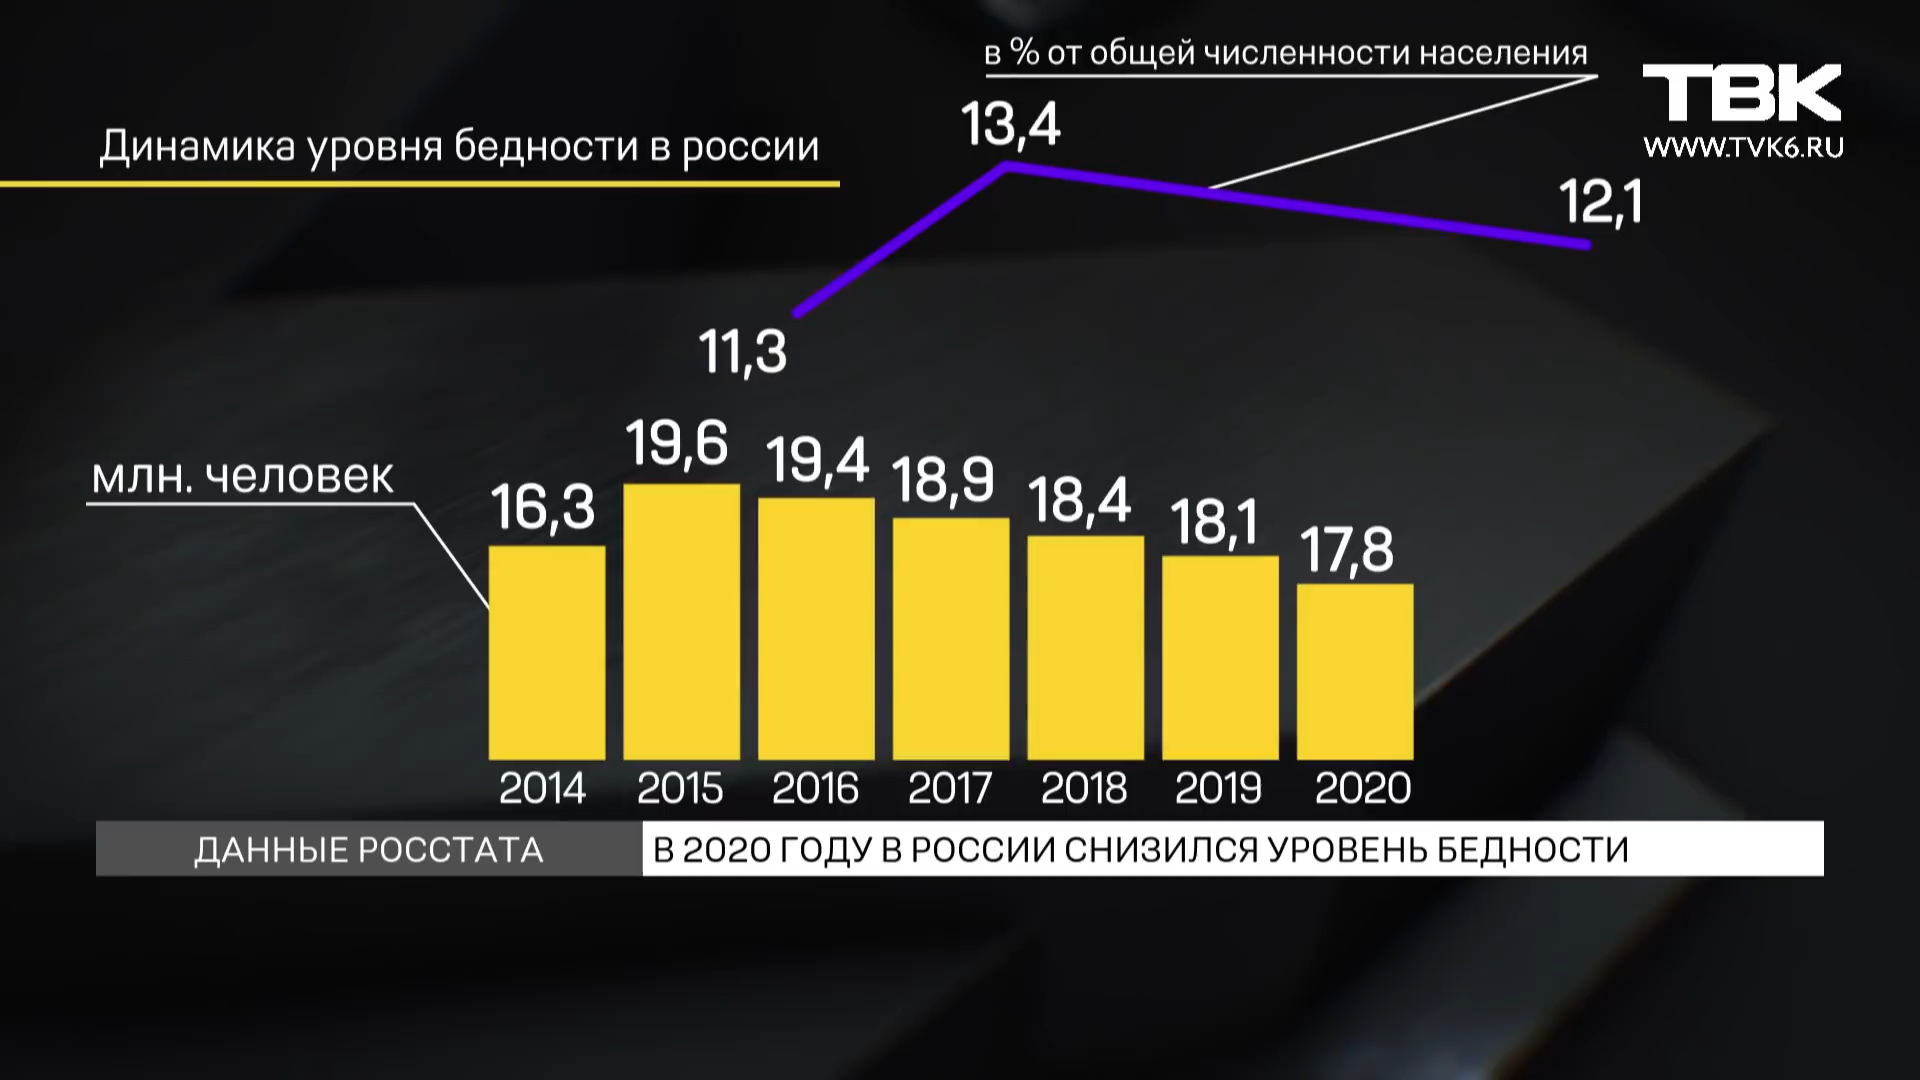 в % от общей численности населения
ТВК
WWW.TVK6.RU
Динамика уровня бедности в россии
13,4
12,1
11,3
млн. человек
16,3
19,6
19,4
18,9
18,4
18,1
17,8
2014 2015 2016 2017 2018 2019 2020
ДАННЫЕ РОССТАТА
В 2020 ГОДУ В РОССИИ СНИЗИЛСЯ УРОВЕНЬ БЕДНОСТИ